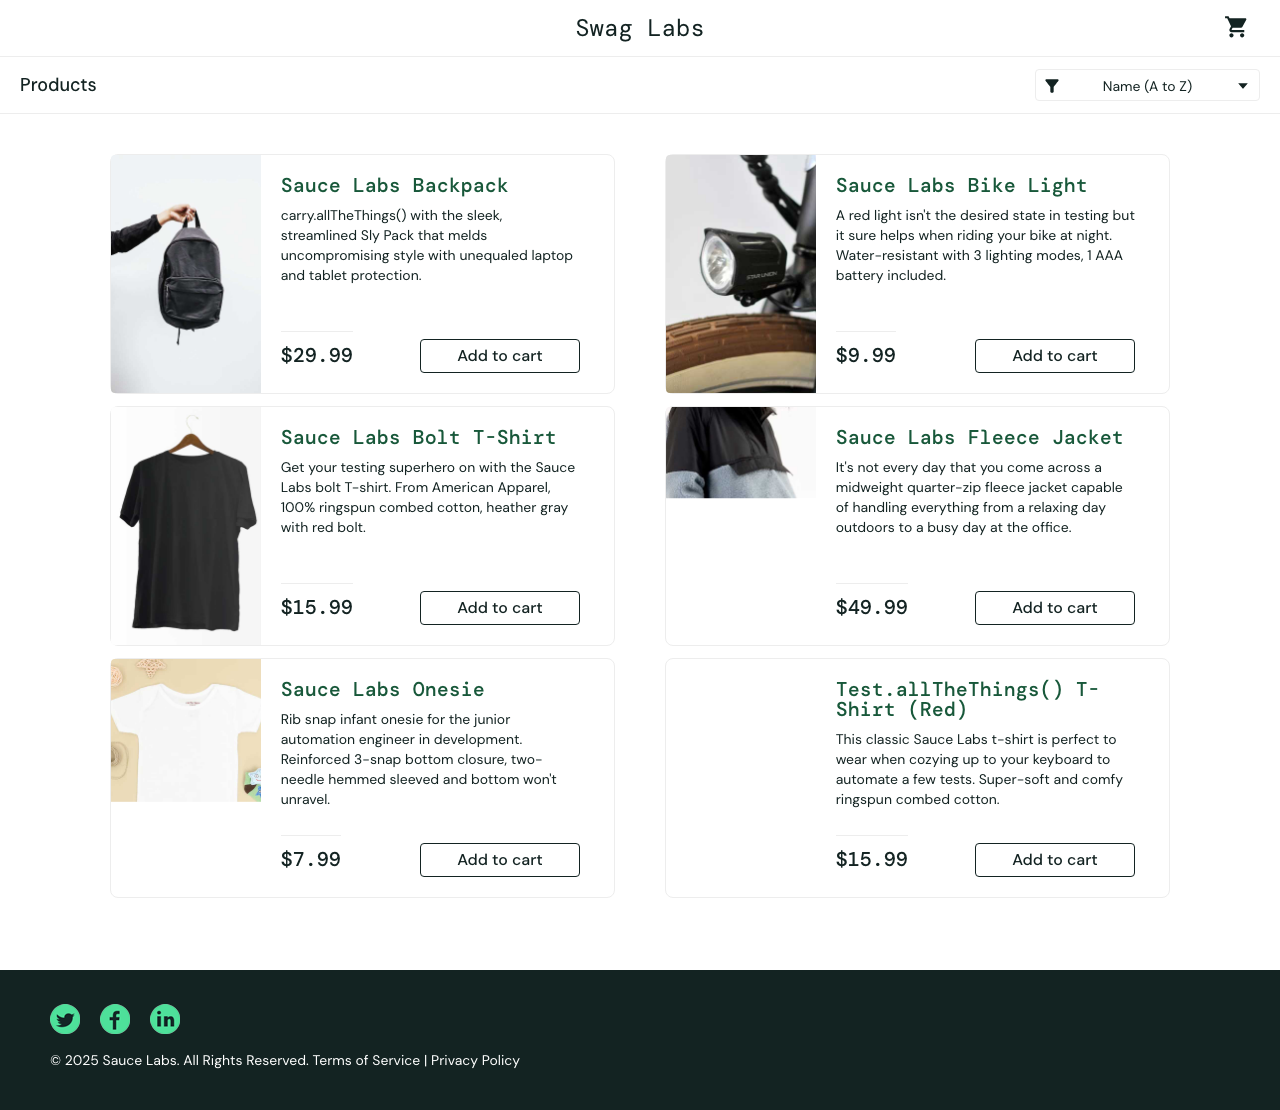 Swag Labs
Products
Name (A to Z)
Sauce Labs Backpack
carry.allTheThings() with the sleek,
streamlined Sly Pack that melds
uncompromising style with unequaled laptop
and tablet protection.
$29.99
Add to cart
Sauce Labs Bike Light
A red light isn't the desired state in testing but
it sure helps when riding your bike at night.
Water-resistant with 3 lighting modes, 1 AAA
battery included.
$9.99
Add to cart
Sauce Labs Bolt T-Shirt
Get your testing superhero on with the Sauce
Labs bolt T-shirt. From American Apparel,
100% ringspun combed cotton, heather gray
with red bolt.
$15.99
Add to cart
Sauce Labs Fleece Jacket
It's not every day that you come across a
midweight quarter-zip fleece jacket capable
of handling everything from a relaxing day
outdoors to a busy day at the office.
$49.99
Add to cart
Sauce Labs Onesie
Rib snap infant onesie for the junior
automation engineer in development.
Reinforced 3-snap bottom closure, two-
needle hemmed sleeved and bottom won't
unravel.
$7.99
Add to cart
Test.allTheThings() T-
Shirt (Red)
This classic Sauce Labs t-shirt is perfect to
wear when cozying up to your keyboard to
automate a few tests. Super-soft and comfy
ringspun combed cotton.
$15.99
Add to cart
© 2025 Sauce Labs. All Rights Reserved. Terms of Service | Privacy Policy